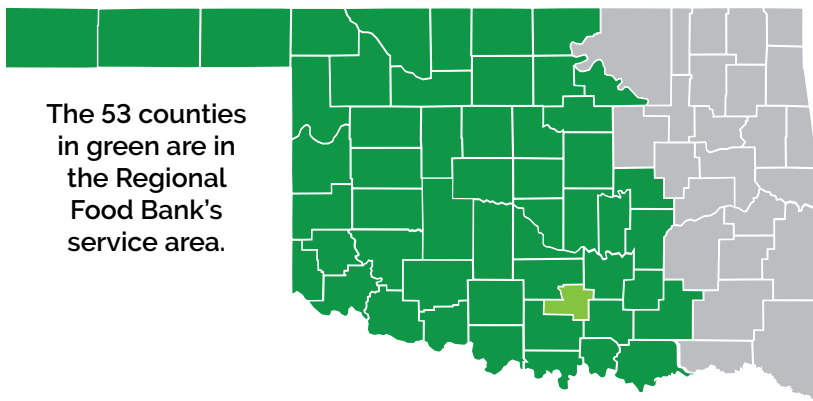 The 53 counties
in green are in
the Regional
Food Bank's
service area.